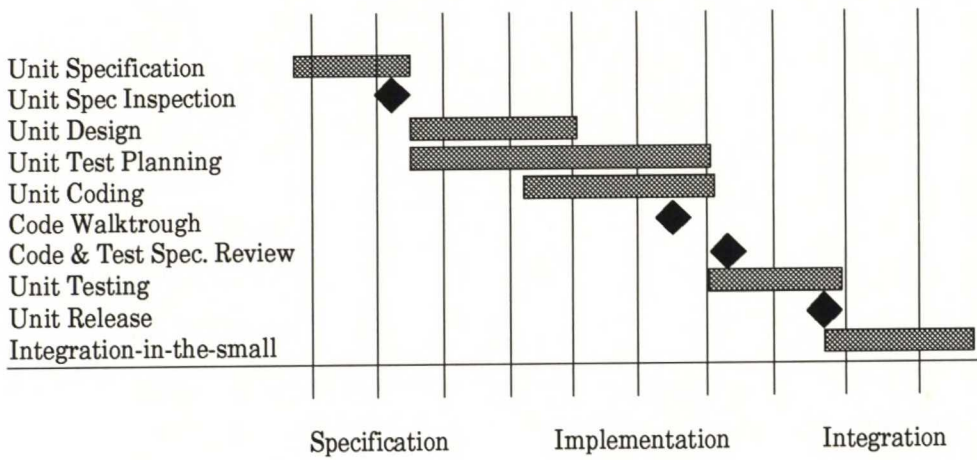 Unit Specification
Unit Spec Inspection
Unit Design
Unit Test Planning
Unit Coding
Code Walktrough
Code & Test Spec. Review
Unit Testing
Unit Release
Integration-in-the-small
Specification Implementation Integration